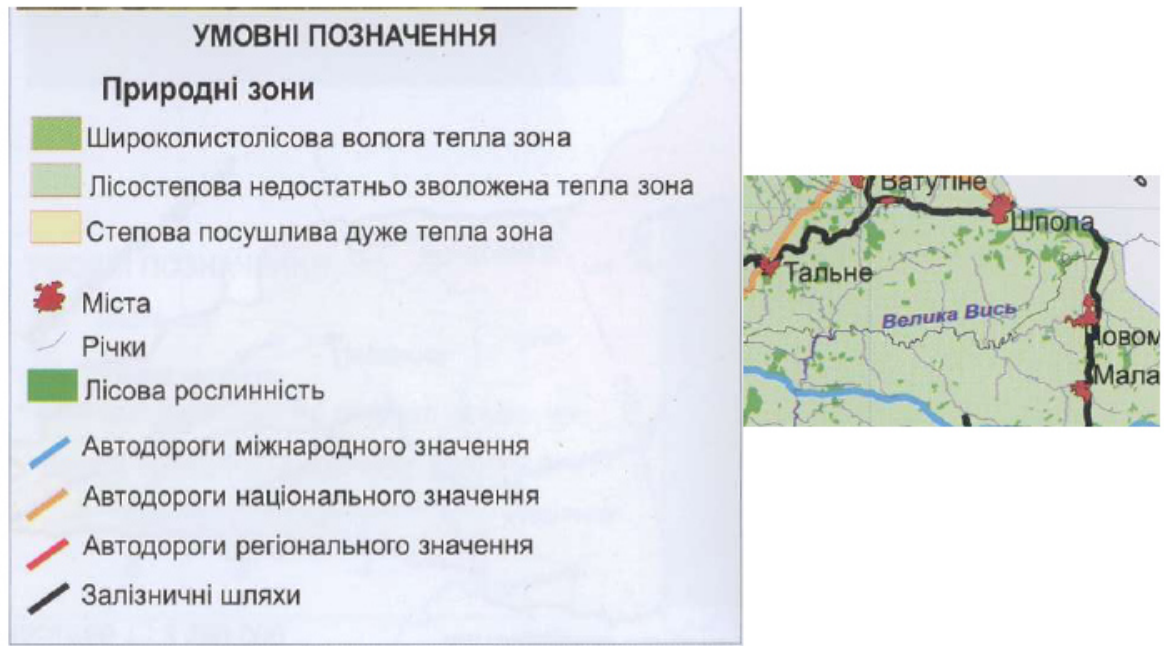 УМОВНІ ПОЗНАЧЕННЯ
Природні зони
Широколистолісова волога тепла зона
Лісостепова недостатньо зволожена тепла зона
Степова посушлива дуже тепла зона
Міста
Річки
Лісова рослинність
Автодороги міжнародного значення
Автодороги національного значення
Автодороги регіонального значення
Залізничні шляхи
Ватутіне
Шпола
Тальне
Велика Вись
Мала